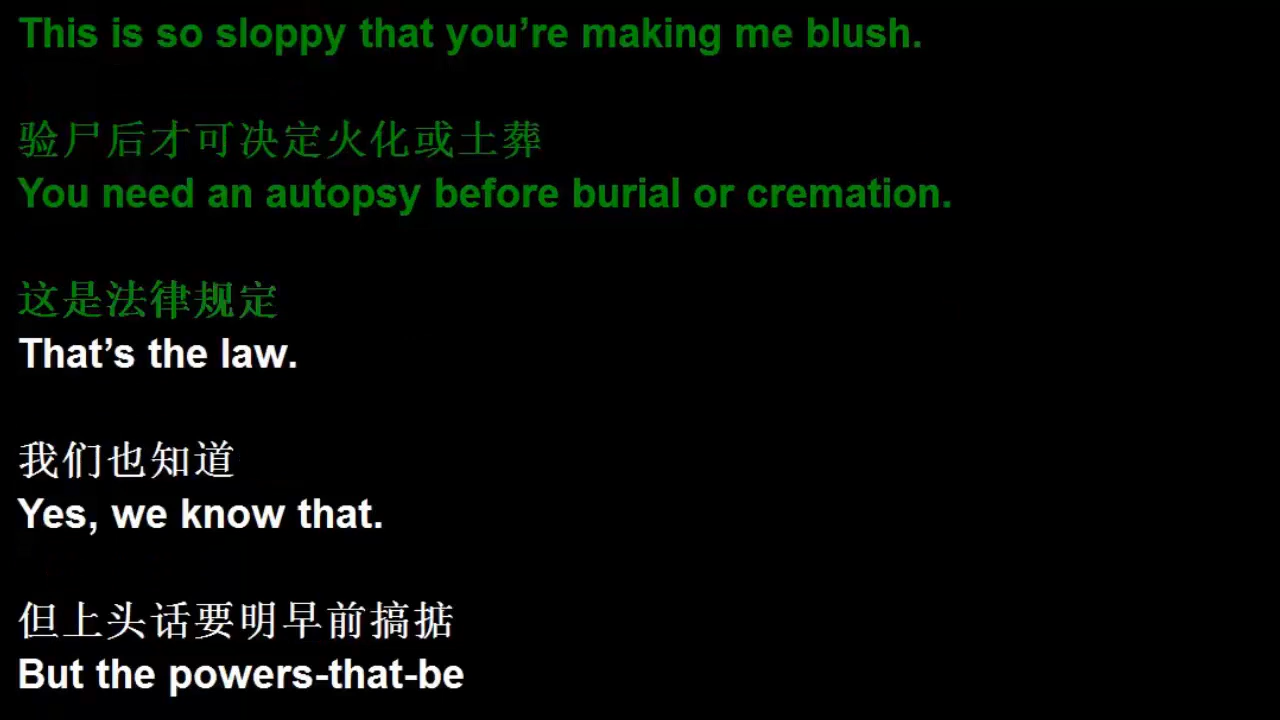 This is so sloppy that you’re making me blush.
验尸后才可决定火化或土葬
You need an autopsy before burial or cremation.
这是法律规定
That’s the law.
我们也知道
Yes, we know that.
但上头话要明早前搞掂
But the powers-that-be